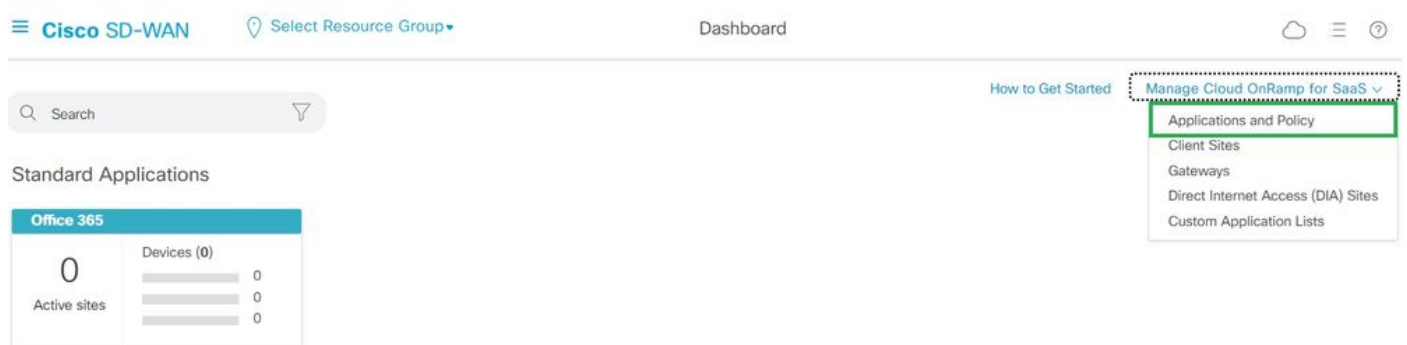 Cisco SD-WAN
Select Resource Group
Dashboard
How to Get Started
Manage Cloud OnRamp for SaaS
Search
Applications and Policy
Client Sites
Gateways
Direct Internet Access (DIA) Sites
Custom Application Lists
Standard Applications
Office 365
0
Active sites
Devices (0)
0
0
0